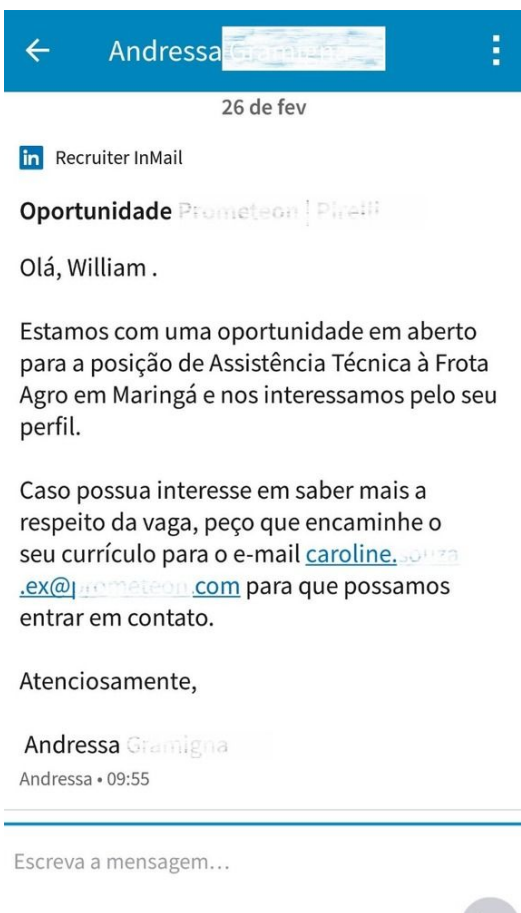 Andressa
26 de fev
in Recruiter InMail
Oportunidade
Olá, William .
Estamos com uma oportunidade em aberto
para a posição de Assistência Técnica à Frota
Agro em Maringá e nos interessamos pelo seu
perfil.
Caso possua interesse em saber mais a
respeito da vaga, peço que encaminhe o
seu currículo para o e-mail caroline.
.ex@ .com para que possamos
entrar em contato.
Atenciosamente,
Andressa
Andressa • 09:55
Escreva a mensagem...